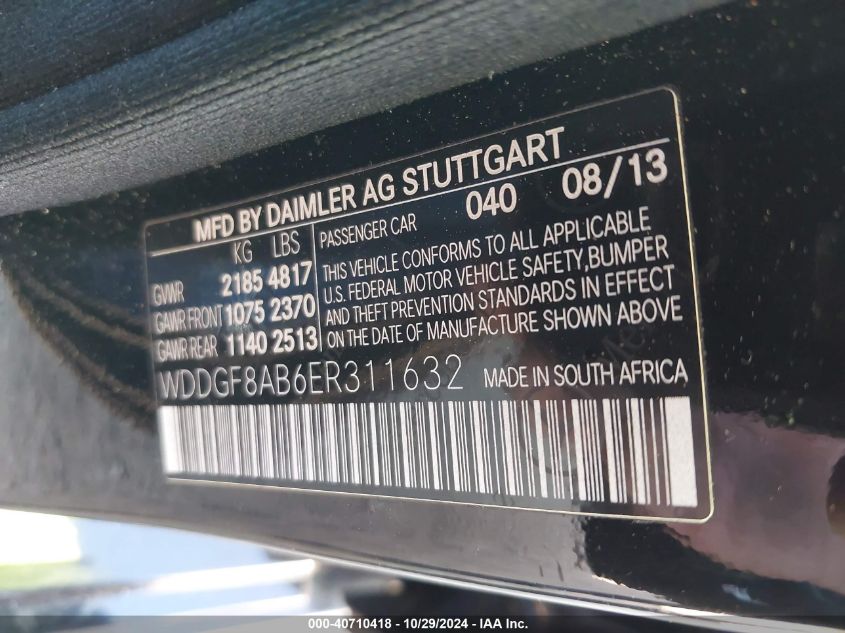 MFD BY DAIMLER AG STUTTGART
KG LBS
GVWR 2185 4817
GAWR FRONT 1075 2370
GAWR REAR 1140 2513
PASSENGER CAR 040 08/13
THIS VEHICLE CONFORMS TO ALL APPLICABLE
U.S. FEDERAL MOTOR VEHICLE SAFETY, BUMPER
AND THEFT PREVENTION STANDARDS IN EFFECT
ON THE DATE OF MANUFACTURE SHOWN ABOVE
WDDGF8AB6ER311632 MADE IN SOUTH AFRICA
000-40710418 - 10/29/2024 - IAA Inc.